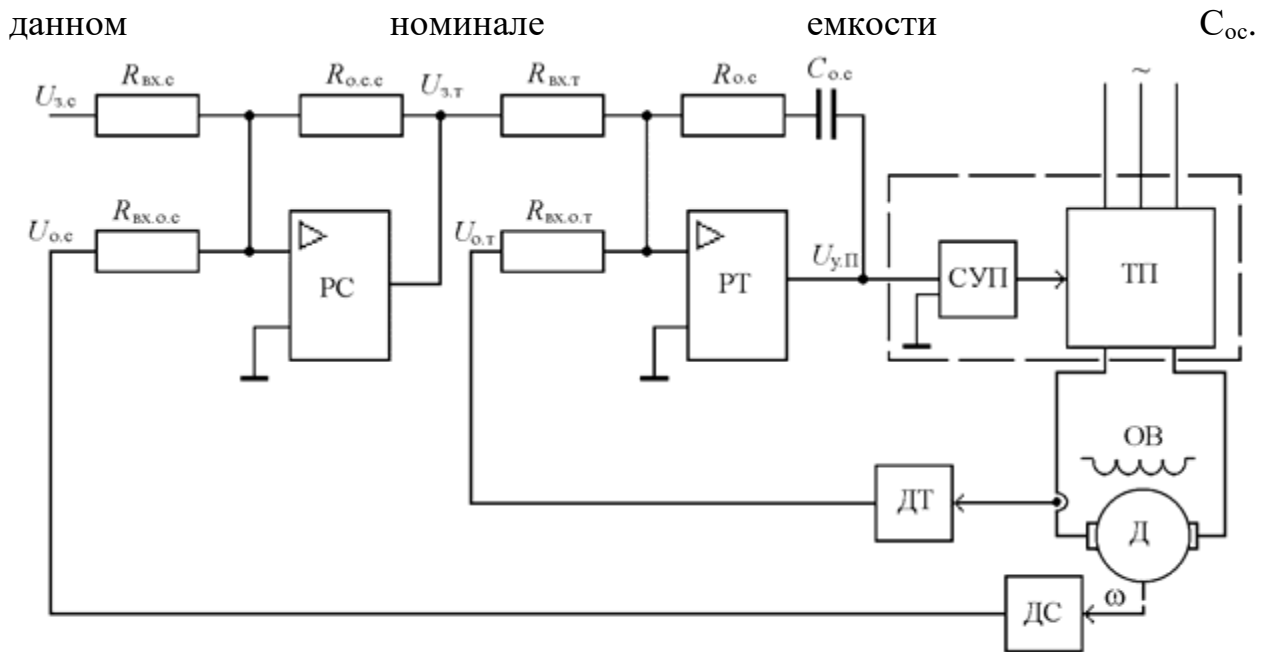 данном номинале емкости Cос.
Rвх.с Rо.с.с Uз.т Rвх.т Rо.с Cо.с ~
Uз.с
Rвх.о.с Rвх.о.т
Uо.с Uо.т Uу.П
РС РТ СУП ТП
ОВ
ДТ Д
ДС ω